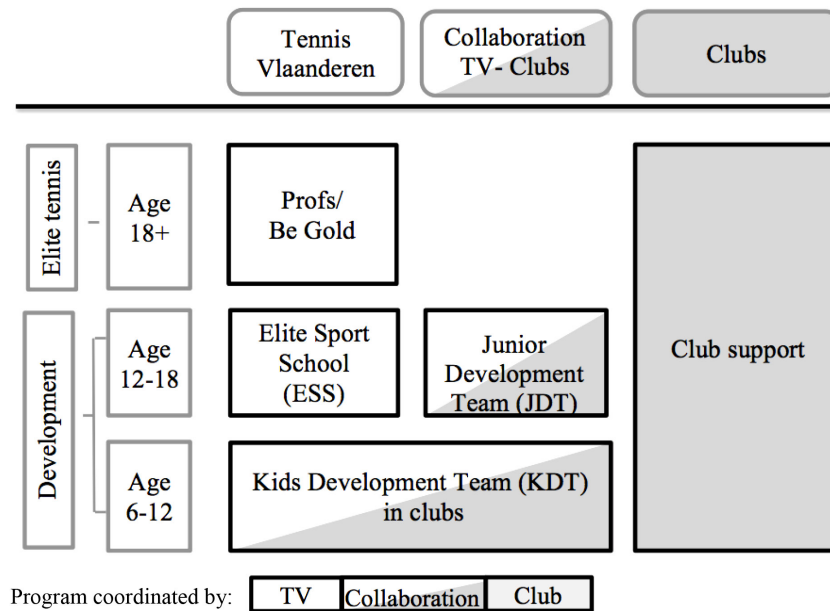 Tennis
Vlaanderen
Collaboration
TV- Clubs
Clubs
Elite tennis
Age
18+
Profs/
Be Gold
Development
Age
12-18
Elite Sport
School
(ESS)
Junior
Development
Team (JDT)
Club support
Age
6-12
Kids Development Team (KDT)
in clubs
Program coordinated by:
TV
Collaboration
Club